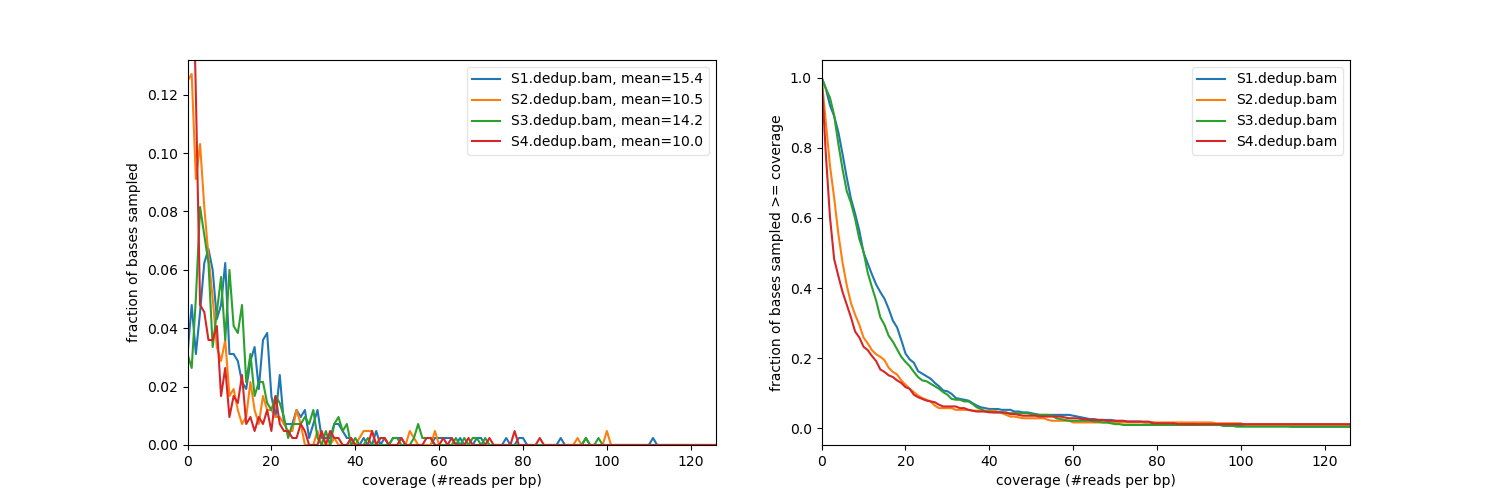 S1.dedup.bam, mean=15.4
S2.dedup.bam, mean=10.5
S3.dedup.bam, mean=14.2
S4.dedup.bam, mean=10.0
fraction of bases sampled
0.12
0.10
0.08
0.06
0.04
0.02
0.00
0 20 40 60 80 100 120
coverage (#reads per bp)
S1.dedup.bam
S2.dedup.bam
S3.dedup.bam
S4.dedup.bam
fraction of bases sampled >= coverage
1.0
0.8
0.6
0.4
0.2
0.0
0 20 40 60 80 100 120
coverage (#reads per bp)